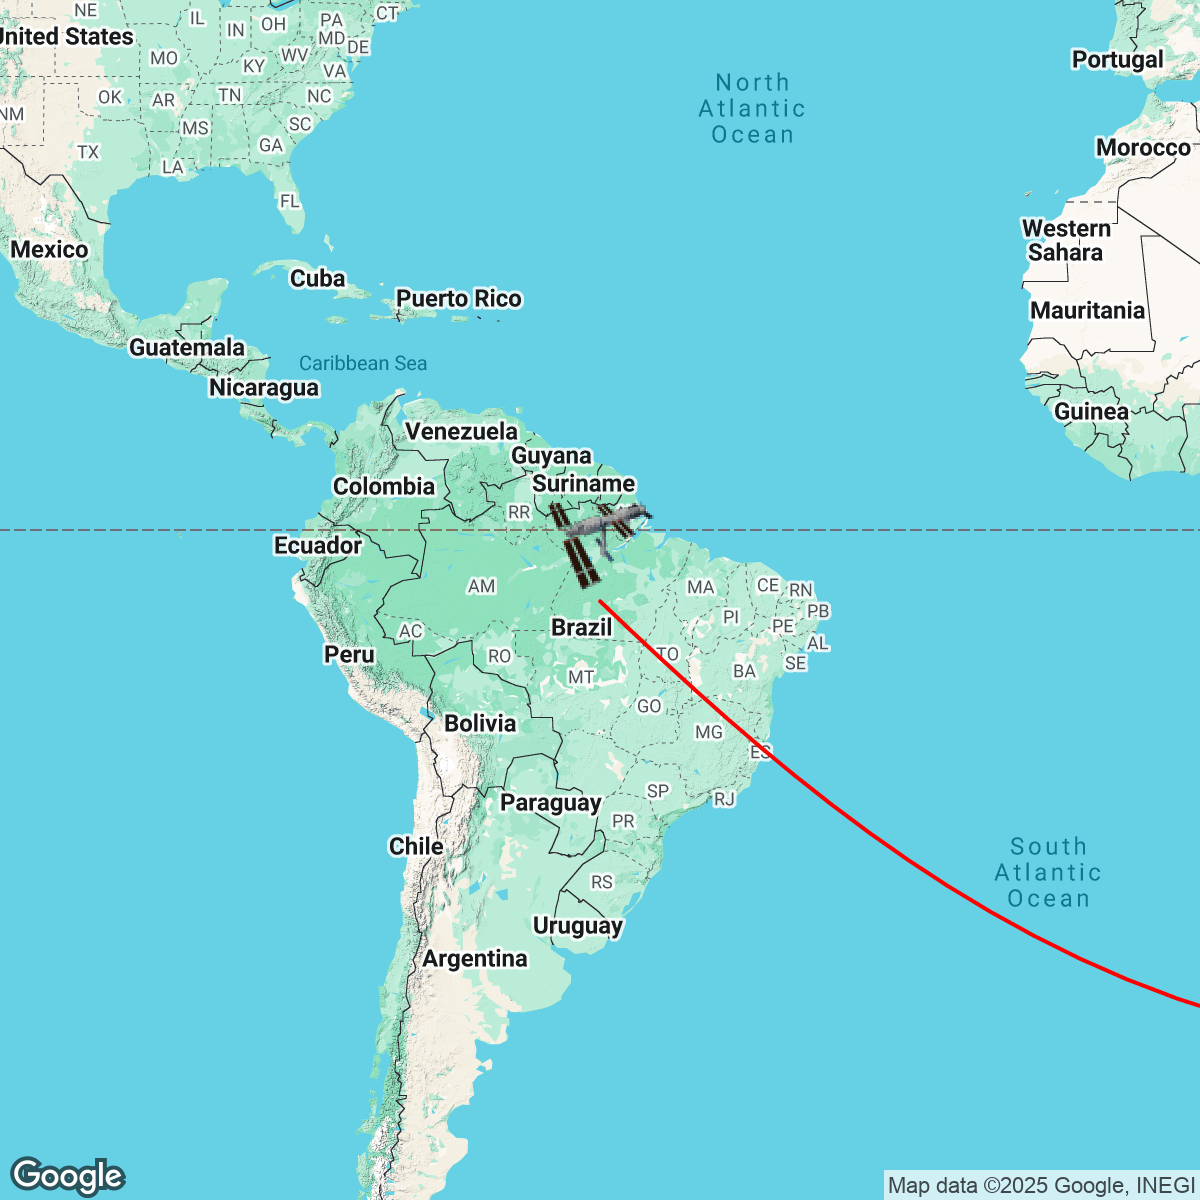 NE
IL
IN
OH
PA
CT
United States
MO
KY
WV
MD
DE
VA
Portugal
OK
AR
TN
NC
North
Atlantic
Ocean
NM
MS
SC
GA
TX
LA
Morocco
FL
Western
Sahara
Mexico
Cuba
Puerto Rico
Mauritania
Guatemala
Caribbean Sea
Nicaragua
Guinea
Venezuela
Guyana
Suriname
Colombia
RR
Ecuador
AM
MA
CE
RN
PB
PI
PE
AL
Brazil
AC
RO
TO
SE
BA
Peru
MT
GO
Bolivia
MG
ES
Paraguay
SP
RJ
PR
Chile
South
Atlantic
Ocean
RS
Uruguay
Argentina
Google
Map data ©2025 Google, INEGI